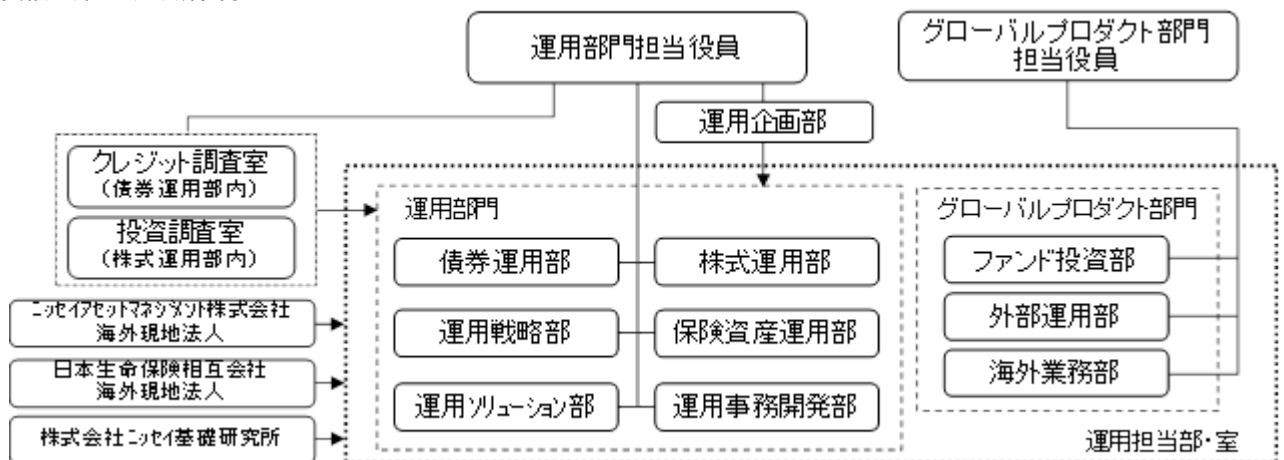 運用部門担当役員
グローバルプロダクト部門
担当役員
運用企画部
クレジット調査室
(債券運用部内)
投資調査室
(株式運用部内)
運用部門
債券運用部
株式運用部
運用戦略部
保険資産運用部
運用ソリューション部
運用事務開発部
グローバルプロダクト部門
ファンド投資部
外部運用部
海外業務部
ニッセイアセットマネジメント株式会社
海外現地法人
日本生命保険相互会社
海外現地法人
株式会社ニッセイ基礎研究所
運用担当部・室